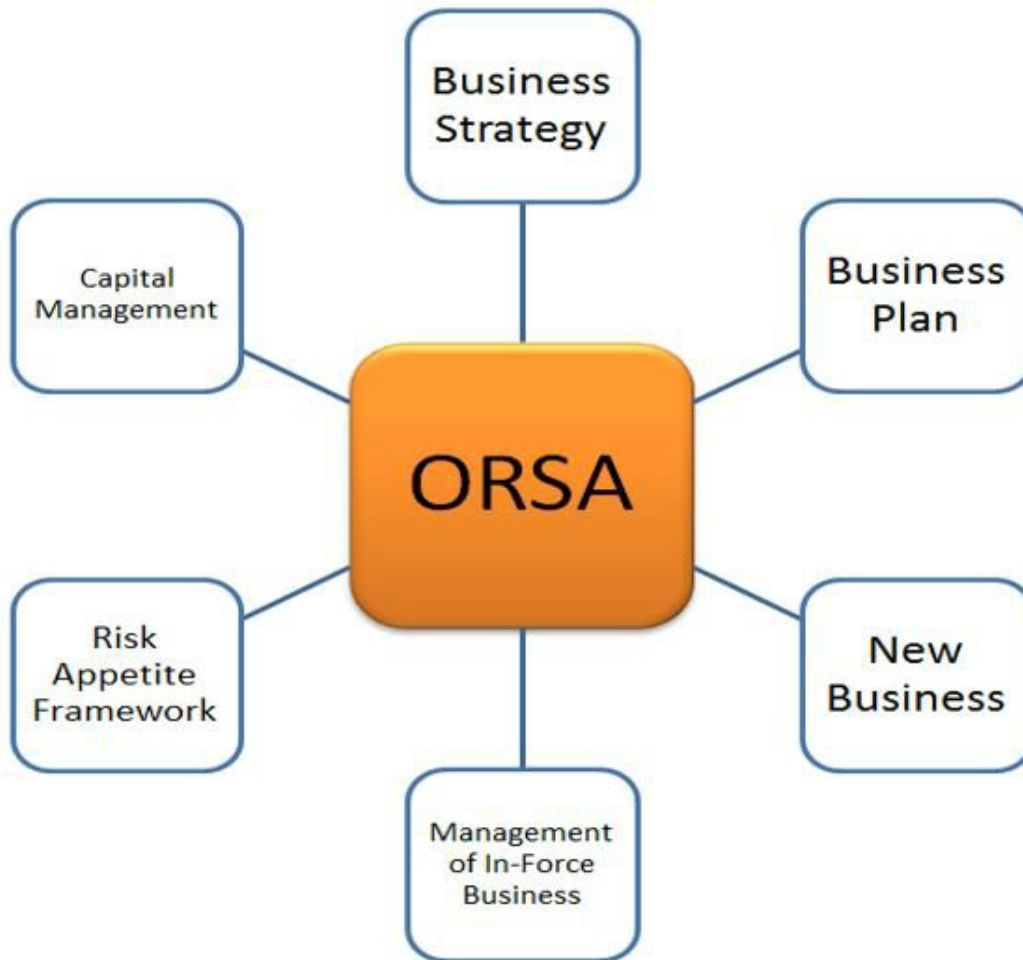 Business
Strategy
Capital
Management
Business
Plan
ORSA
Risk
Appetite
Framework
New
Business
Management
of In-Force
Business